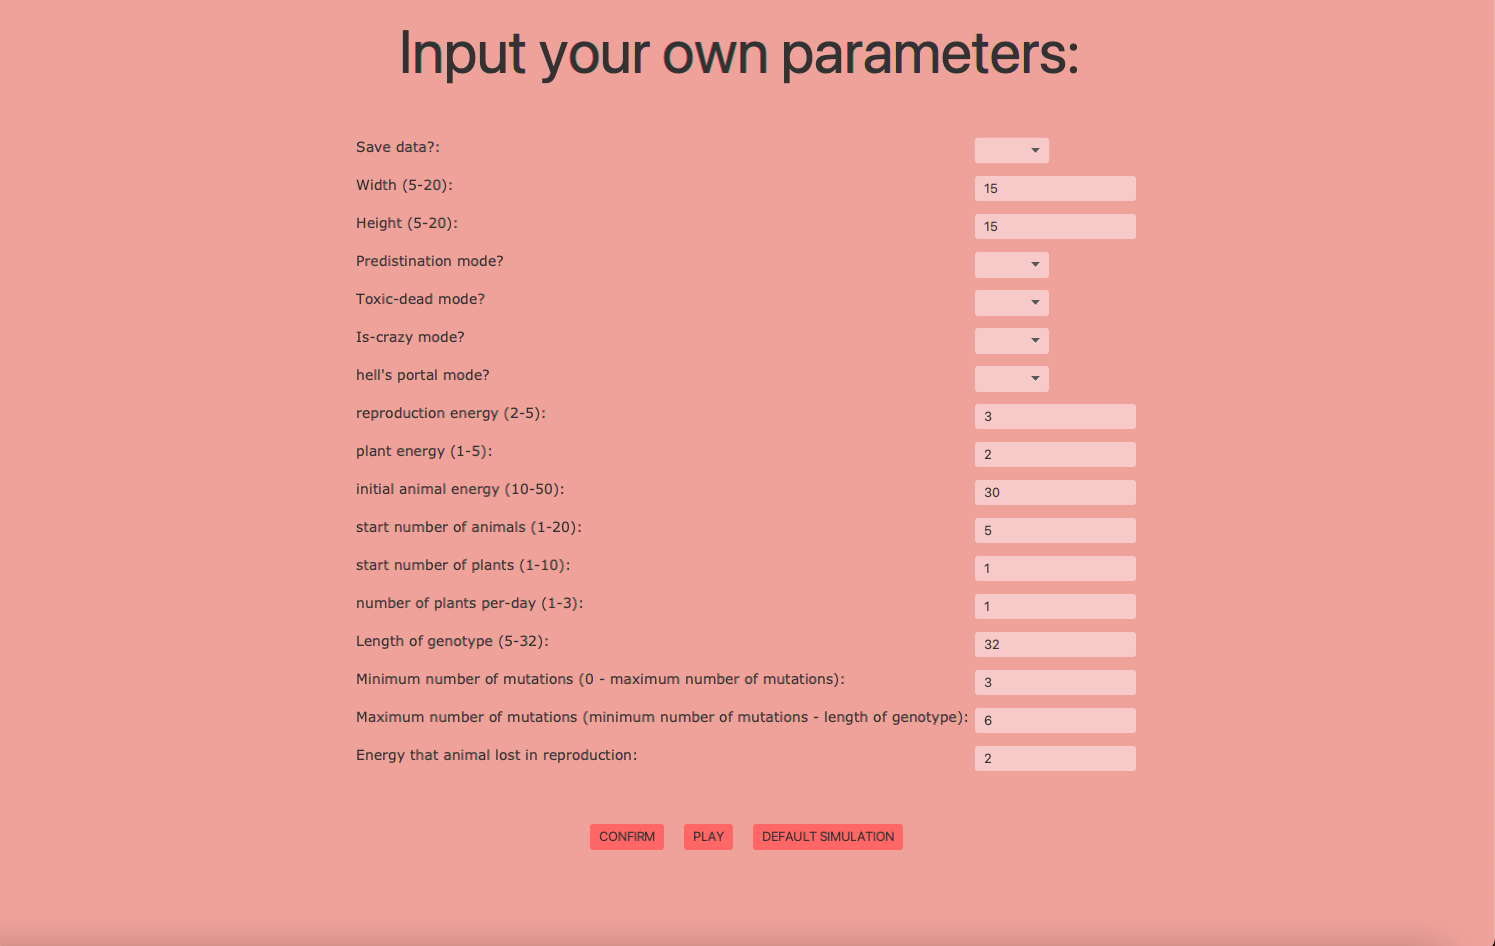 Input your own parameters:
Save data?:
Width (5-20): 15
Height (5-20): 15
Predistination mode?
Toxic-dead mode?
Is-crazy mode?
hell's portal mode?
reproduction energy (2-5): 3
plant energy (1-5): 2
initial animal energy (10-50): 30
start number of animals (1-20): 5
start number of plants (1-10): 1
number of plants per-day (1-3): 1
Length of genotype (5-32): 32
Minimum number of mutations (0 - maximum number of mutations): 3
Maximum number of mutations (minimum number of mutations - length of genotype): 6
Energy that animal lost in reproduction: 2
CONFIRM PLAY DEFAULT SIMULATION